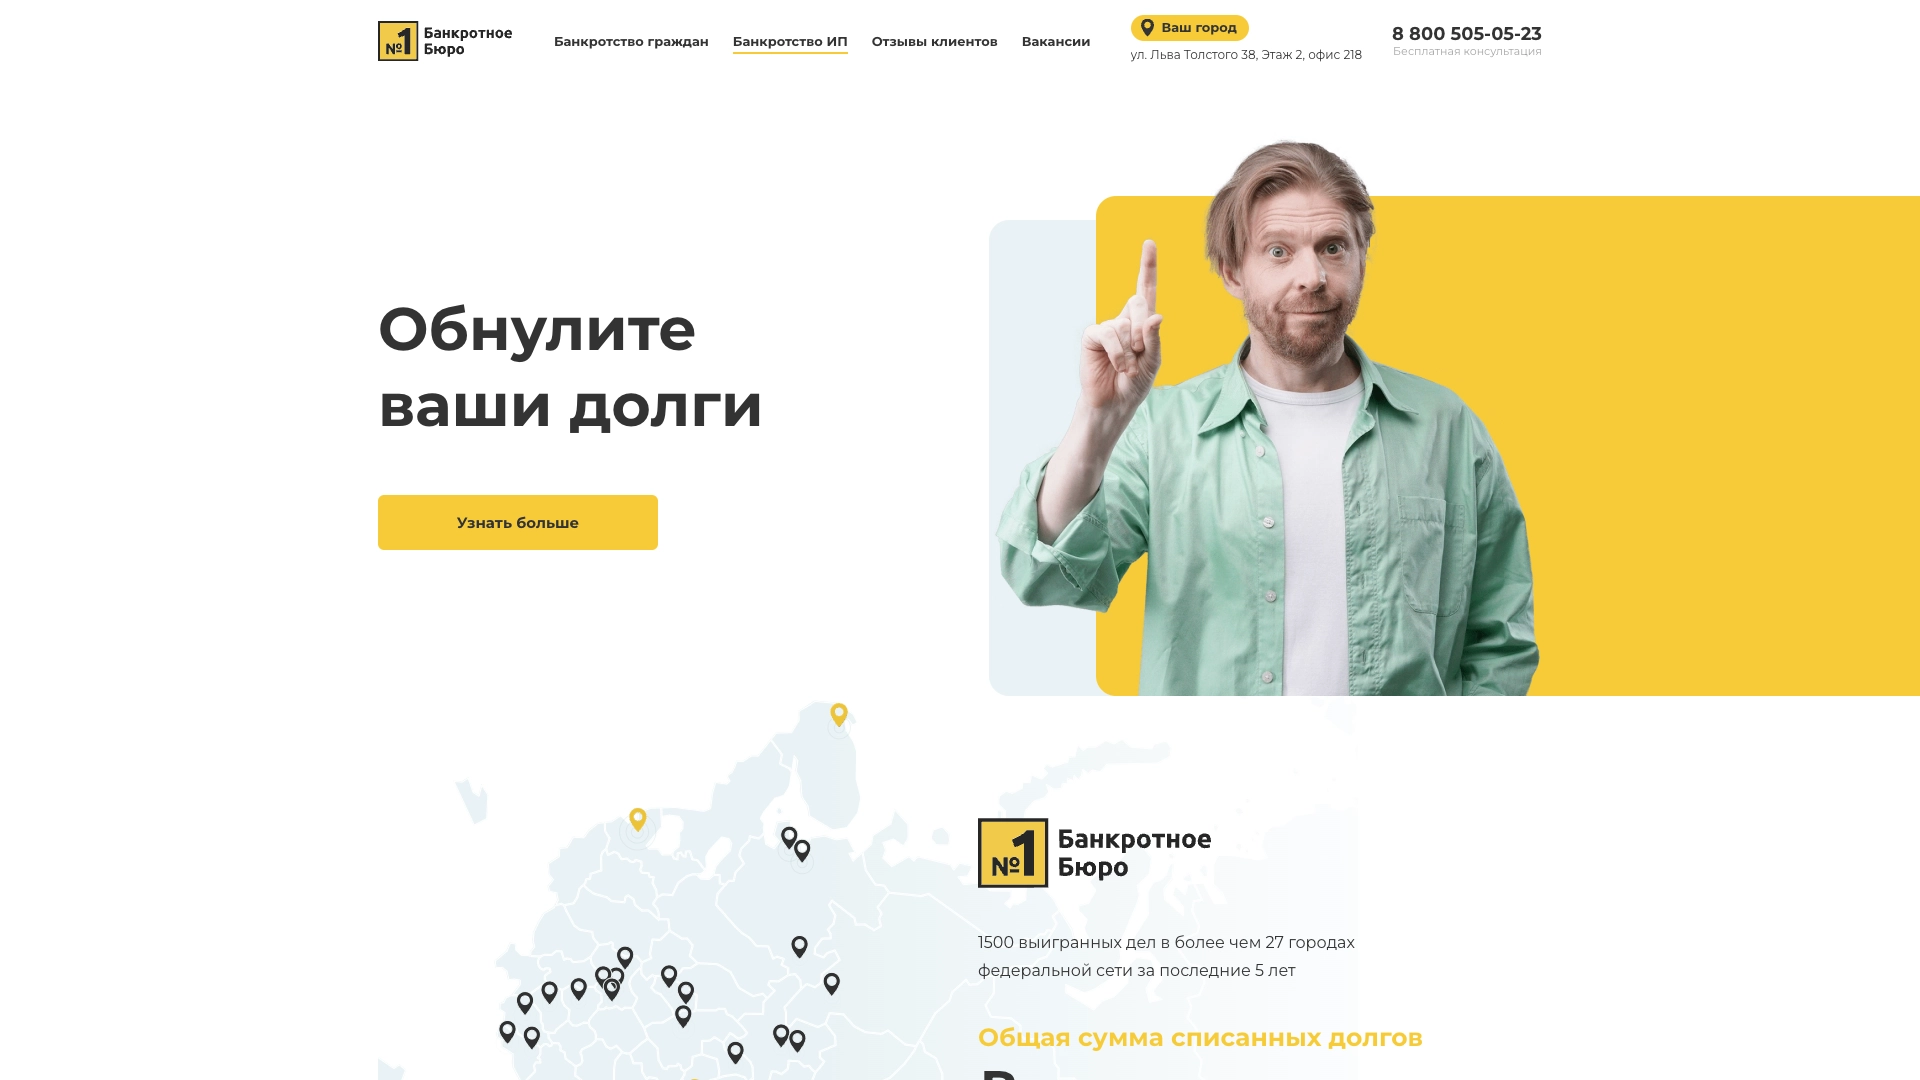 №1 Банкротное
Бюро
Банкротство граждан
Банкротство ИП
Отзывы клиентов
Вакансии
Ваш город
ул. Льва Толстого 38, Этаж 2, офис 218
8 800 505-05-23
Бесплатная консультация
Обнулите
ваши долги
Узнать больше
№1 Банкротное
Бюро
1500 выигранных дел в более чем 27 городах
федеральной сети за последние 5 лет
Общая сумма списанных долгов